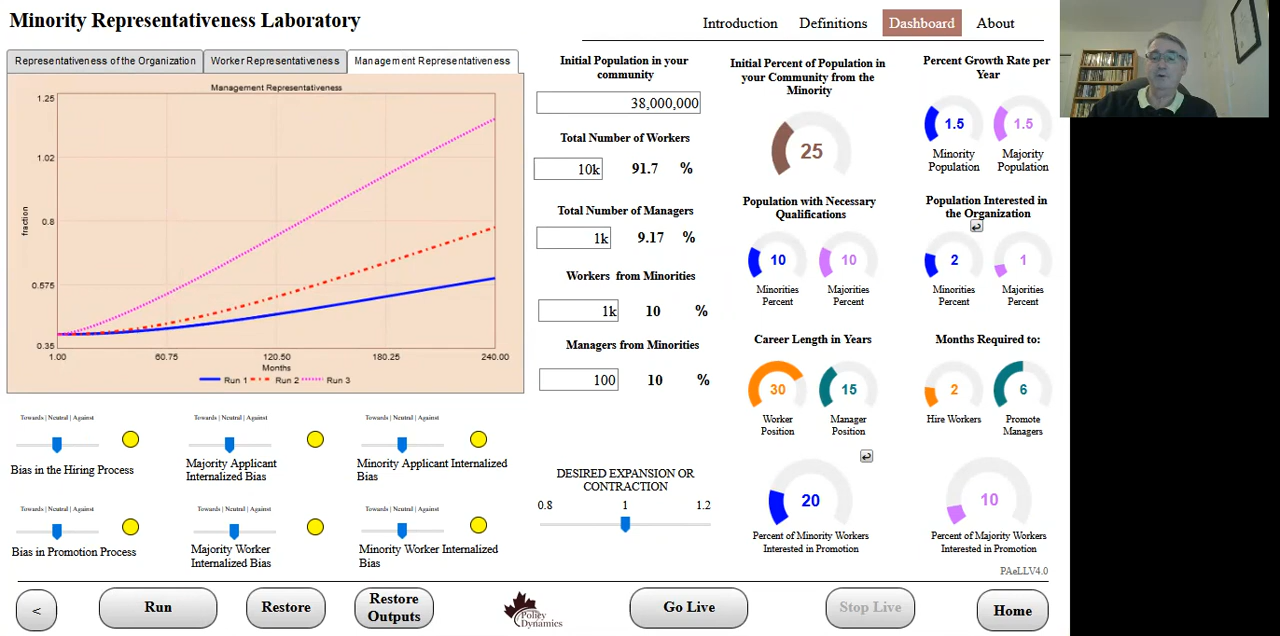 Minority Representativeness Laboratory
Introduction
Definitions
Dashboard
About
Representativeness of the Organization
Worker Representativeness
Management Representativeness
Management Representativeness
1.25
1.02
0.8
0.575
0.35
fraction
1.00
60.75
120.50
180.25
240.00
Months
Run 1
Run 2
Run 3
Initial Population in your
community
38,000,000
Total Number of Workers
10k
91.7
%
Total Number of Managers
1k
9.17
%
Workers from Minorities
1k
10
%
Managers from Minorities
100
10
%
Initial Percent of Population in
your Community from the
Minority
25
Percent Growth Rate per
Year
1.5
1.5
Minority
Population
Majority
Population
Population with Necessary
Qualifications
10
10
Minorities
Percent
Majorities
Percent
Population Interested in
the Organization
2
1
Minorities
Percent
Majorities
Percent
Career Length in Years
30
15
Worker
Position
Manager
Position
Months Required to:
2
6
Hire Workers
Promote
Managers
Towards | Neutral | Against
Bias in the Hiring Process
Towards | Neutral | Against
Majority Applicant
Internalized Bias
Towards | Neutral | Against
Minority Applicant Internalized
Bias
Towards | Neutral | Against
Bias in Promotion Process
Towards | Neutral | Against
Majority Worker
Internalized Bias
Towards | Neutral | Against
Minority Worker Internalized
Bias
DESIRED EXPANSION OR
CONTRACTION
0.8
1
1.2
20
Percent of Minority Workers
Interested in Promotion
10
Percent of Majority Workers
Interested in Promotion
PAeLLV4.0
<
Run
Restore
Restore
Outputs
Policy
Dynamics
Go Live
Stop Live
Home